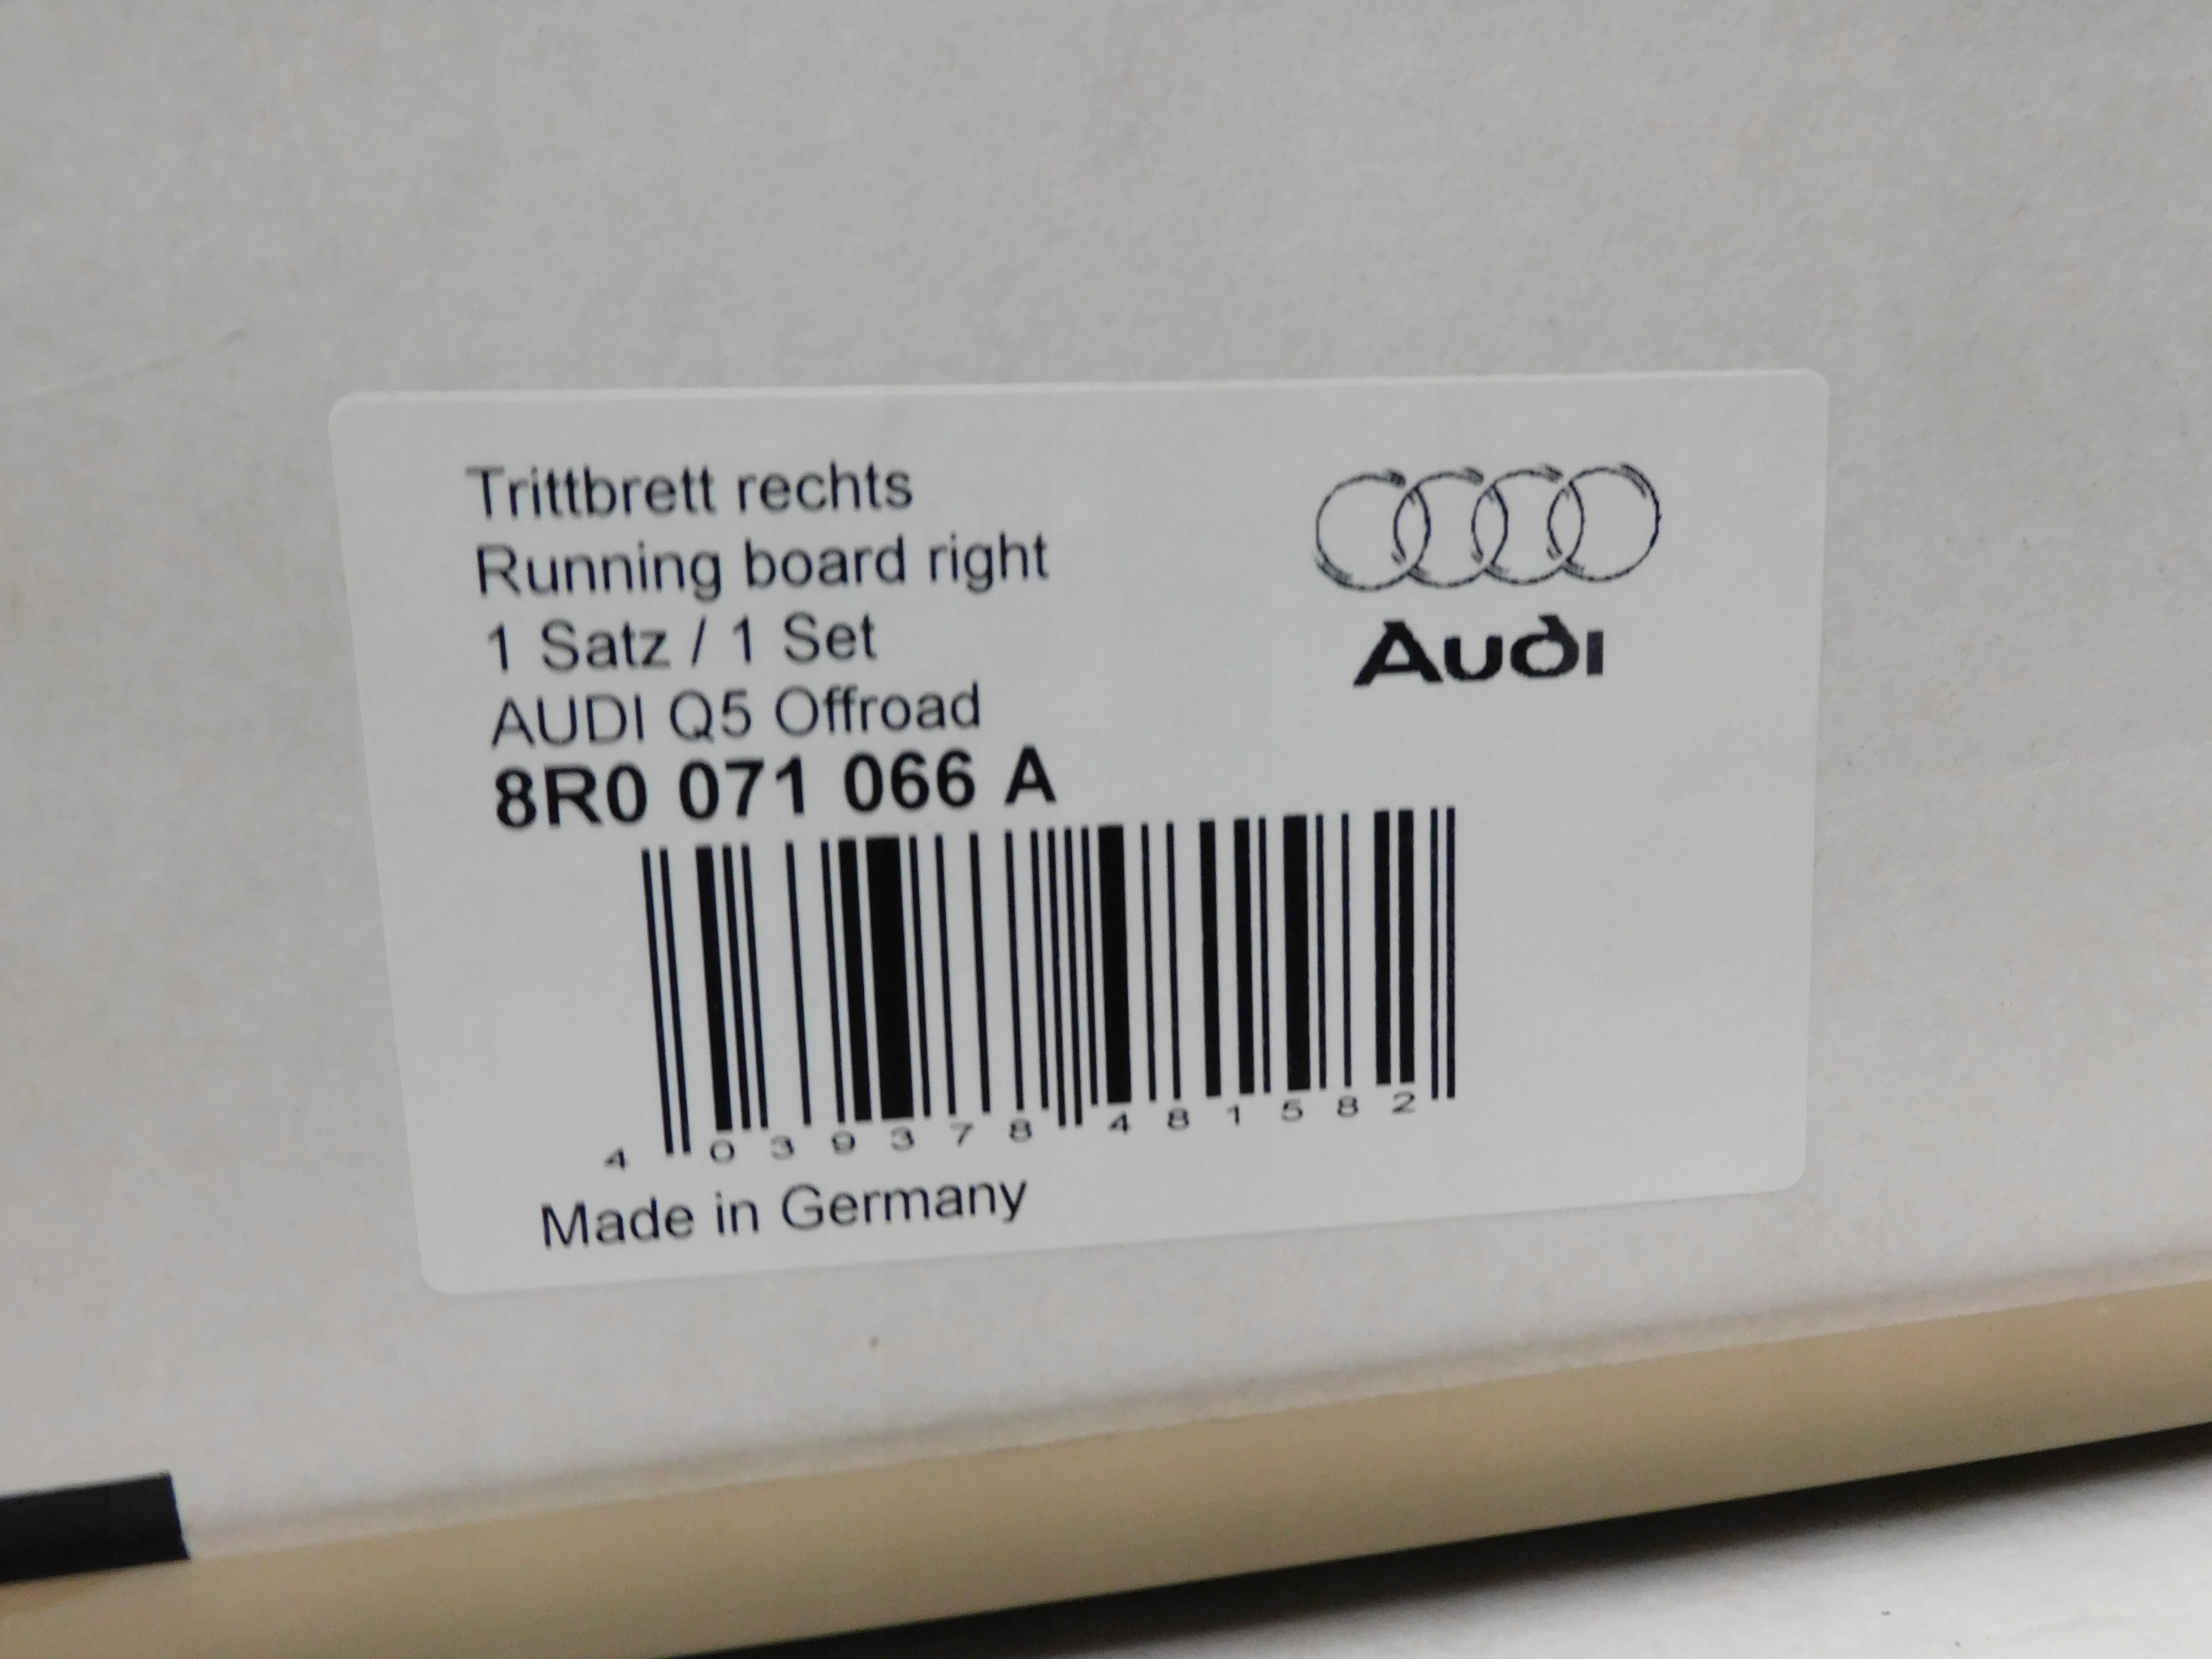 Trittbrett rechts
Running board right
1 Satz / 1 Set
AUDI Q5 Offroad
8R0 071 066 A
4 039378 481582
Made in Germany
Audi